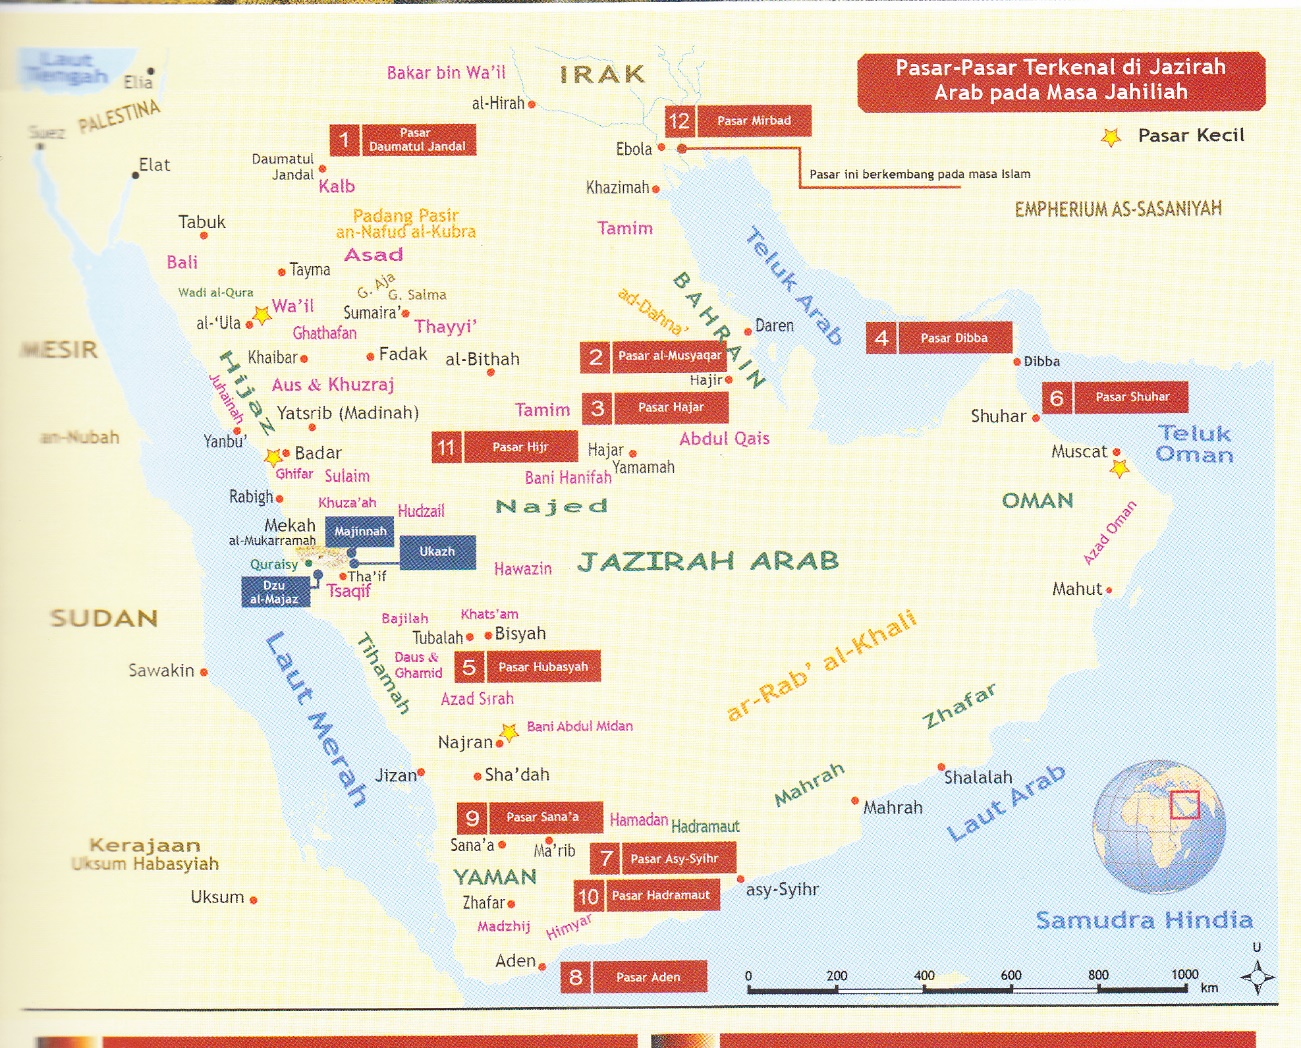 Pasar-Pasar Terkenal di Jazirah
Arab pada Masa Jahiliah
Pasar Kecil
Laut
Tengah
Elia
PALESTINA
Suez
Elat
Bakar bin Wa'il
IRAK
al-Hirah
1
Pasar
Daumatul Jandal
12
Pasar Mirbad
Ebola
Pasar ini berkembang pada masa Islam
Daumatul
Jandal
Kalb
Khazimah
EMPHERIUM AS-SASANIYAH
Tabuk
Padang Pasir
an-Nafud al-Kubra
Tamim
Bali
Asad
Tayma
Teluk Arab
Wadi al-Qura
Wa'il
G. Aja
G. Salma
BAHRAIN
ad-Dahna'
al-'Ula
Sumaira'
Ghathafan
Thayyi'
Daren
4
Pasar Dibba
MESIR
Hijaz
Khaibar
Fadak
al-Bithah
2
Pasar al-Musyaqar
Dibba
Juhainah
Aus & Khuzraj
Hajir
6
Pasar Shuhar
Yatsrib (Madinah)
Tamim
3
Pasar Hajar
Shuhar
an-Nubah
Yanbu'
11
Pasar Hijr
Abdul Qais
Teluk
Oman
Badar
Hajar
Yamamah
Muscat
Ghifar
Sulaim
Bani Hanifah
Rabigh
Khuza'ah
Hudzail
Najed
OMAN
Mekah
al-Mukarramah
Majinnah
Azad Oman
Ukazh
Quraisy
Tha'if
Hawazin
JAZIRAH ARAB
Dzu
al-Majaz
Tsaqif
Mahut
SUDAN
Bajilah
Khats'am
Tubalah
Bisyah
ar-Rab' al-Khali
Tihamah
Daus &
Ghamid
5
Pasar Hubasyah
Sawakin
Laut Merah
Azad Sirah
Zhafar
Bani Abdul Midan
Najran
Jizan
Sha'dah
Mahrah
Shalalah
Mahrah
Laut Arab
9
Pasar Sana'a
Hamadan
Hadramaut
Kerajaan
Uksum Habasyiah
Sana'a
Ma'rib
7
Pasar Asy-Syihr
YAMAN
asy-Syihr
Uksum
Zhafar
10
Pasar Hadramaut
Madzhij
Himyar
Samudra Hindia
Aden
8
Pasar Aden
U
0 200 400 600 800 1000
km